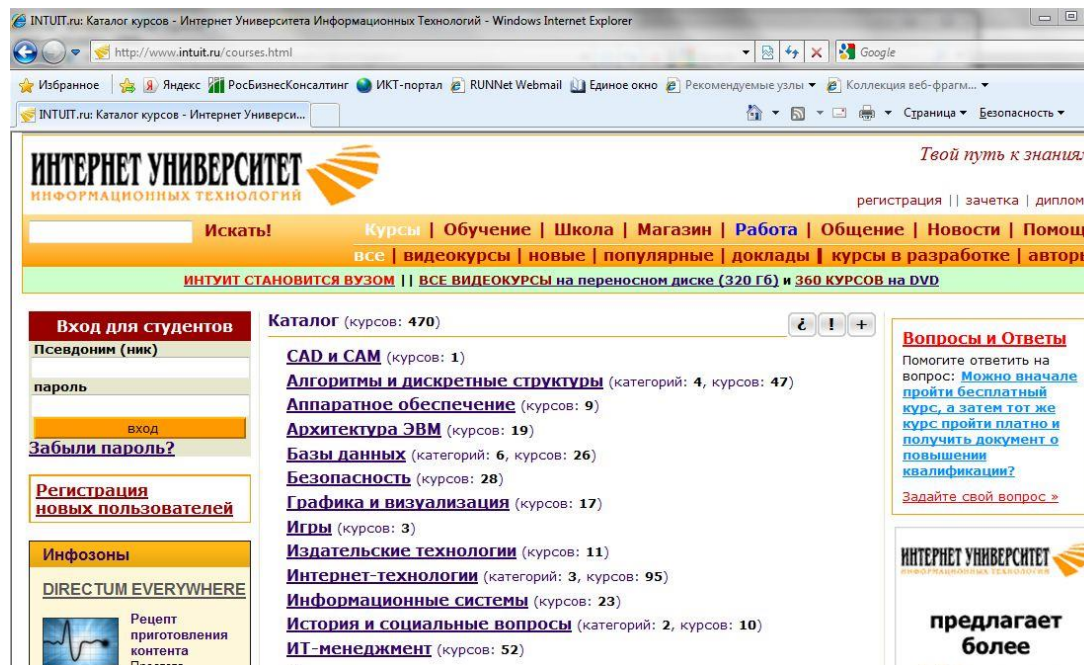 INTUIT.ru: Каталог курсов - Интернет Университета Информационных Технологий - Windows Internet Explorer
http://www.intuit.ru/courses.html
Google
Избранное Яндекс РосБизнесКонсалтинг ИКТ-портал RUNNet Webmail Единое окно Рекомендуемые узлы Коллекция веб-фрагм...
INTUIT.ru: Каталог курсов - Интернет Универси...
Страница Безопасность
ИНТЕРНЕТ УНИВЕРСИТЕТ
ИНФОРМАЦИОННЫХ ТЕХНОЛОГИЙ
Твой путь к знания
регистрация || зачетка | диплом
Искать!
Курсы | Обучение | Школа | Магазин | Работа | Общение | Новости | Помощ
все | видеокурсы | новые | популярные | доклады | курсы в разработке | автор
ИНТУИТ СТАНОВИТСЯ ВУЗОМ || ВСЕ ВИДЕОКУРСЫ на переносном диске (320 Гб) и 360 КУРСОВ на DVD
Вход для студентов
Псевдоним (ник)
пароль
вход
Забыли пароль?
Регистрация
новых пользователей
Инфозоны
DIRECTUM EVERYWHERE
Рецепт
приготовления
контента
Каталог (курсов: 470)
¿ ! +
CAD и CAM (курсов: 1)
Алгоритмы и дискретные структуры (категорий: 4, курсов: 47)
Аппаратное обеспечение (курсов: 9)
Архитектура ЭВМ (курсов: 19)
Базы данных (категорий: 6, курсов: 26)
Безопасность (курсов: 28)
Графика и визуализация (курсов: 17)
Игры (курсов: 3)
Издательские технологии (курсов: 11)
Интернет-технологии (категорий: 3, курсов: 95)
Информационные системы (курсов: 23)
История и социальные вопросы (категорий: 2, курсов: 10)
ИТ-менеджмент (курсов: 52)
Вопросы и Ответы
Помогите ответить на
вопрос: Можно вначале
пройти бесплатный
курс, а затем тот же
курс пройти платно и
получить документ о
повышении
квалификации?
Задайте свой вопрос »
ИНТЕРНЕТ УНИВЕРСИТЕТ
ИНФОРМАЦИОННЫХ ТЕХНОЛОГИЙ
предлагает
более